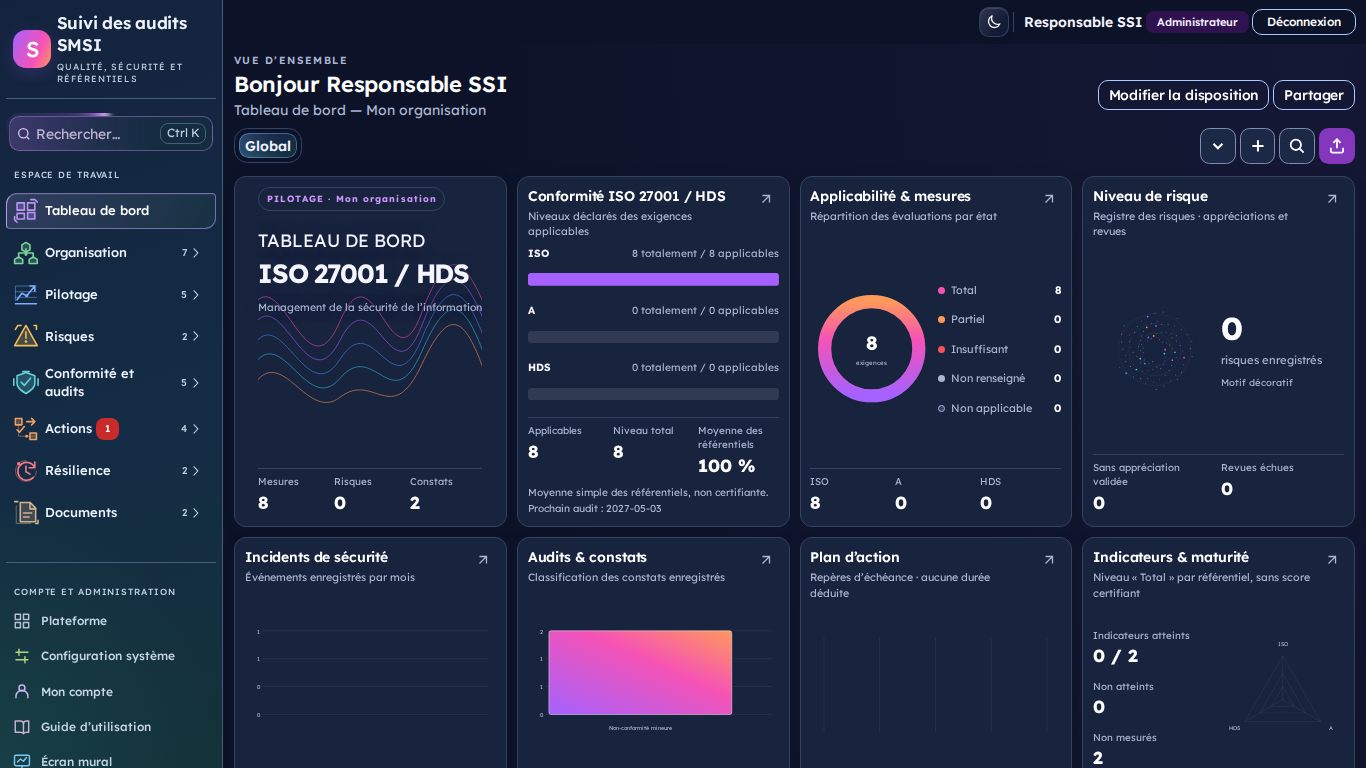 S
Suivi des audits
SMSI
QUALITÉ, SÉCURITÉ ET
RÉFÉRENTIELS
Rechercher...
Ctrl K
ESPACE DE TRAVAIL
Tableau de bord
Organisation 7
Pilotage 5
Risques 2
Conformité et
audits 5
Actions 1 4
Résilience 2
Documents 2
COMPTE ET ADMINISTRATION
Plateforme
Configuration système
Mon compte
Guide d’utilisation
Écran mural
Responsable SSI Administrateur Déconnexion
VUE D’ENSEMBLE
Bonjour Responsable SSI
Tableau de bord — Mon organisation
Modifier la disposition Partager
Global
PILOTAGE · Mon organisation
TABLEAU DE BORD
ISO 27001 / HDS
Management de la sécurité de l’information
Mesures Risques Constats
8 0 2
Conformité ISO 27001 / HDS
Niveaux déclarés des exigences
applicables
ISO 8 totalement / 8 applicables
A 0 totalement / 0 applicables
HDS 0 totalement / 0 applicables
Applicables Niveau total Moyenne des
référentiels
8 8 100 %
Moyenne simple des référentiels, non certifiante.
Prochain audit : 2027-05-03
Applicabilité & mesures
Répartition des évaluations par état
8
exigences
Total 8
Partiel 0
Insuffisant 0
Non renseigné 0
Non applicable 0
ISO A HDS
8 0 0
Niveau de risque
Registre des risques · appréciations et
revues
0
risques enregistrés
Motif décoratif
Sans appréciation
validée
0
Revues échues
0
Incidents de sécurité
Évènements enregistrés par mois
1
1
0
0
Audits & constats
Classification des constats enregistrés
2
1
1
0
Non-conformité mineure
Plan d’action
Repères d’échéance · aucune durée
déduite
Indicateurs & maturité
Niveau « Total » par référentiel, sans score
certifiant
Indicateurs atteints
0 / 2
Non atteints
0
Non mesurés
2
ISO
HDS
A